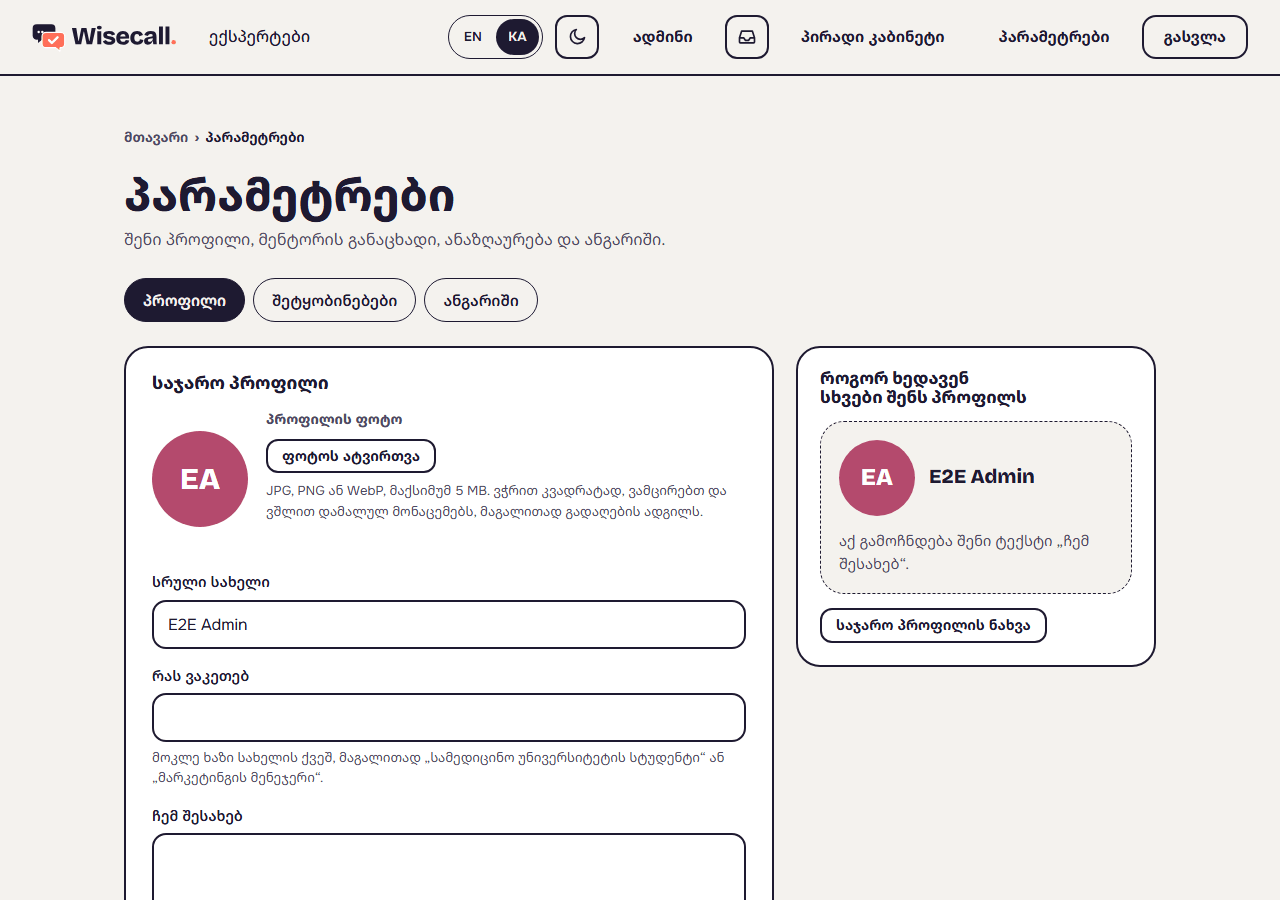 Wisecall.
ექსპერტები
EN KA
ადმინი
პირადი კაბინეტი
პარამეტრები
გასვლა
მთავარი › პარამეტრები
პარამეტრები
შენი პროფილი, მენტორის განაცხადი, ანაზღაურება და ანგარიში.
პროფილი
შეტყობინებები
ანგარიში
საჯარო პროფილი
პროფილის ფოტო
EA
ფოტოს ატვირთვა
JPG, PNG ან WebP, მაქსიმუმ 5 MB. ვჭრით კვადრატად, ვამცირებთ და
ვშლით დამალულ მონაცემებს, მაგალითად გადაღების ადგილს.
სრული სახელი
E2E Admin
რას ვაკეთებ
მოკლე ხაზი სახელის ქვეშ, მაგალითად „სამედიცინო უნივერსიტეტის სტუდენტი“ ან
„მარკეტინგის მენეჯერი“.
ჩემ შესახებ
როგორ ხედავენ
სხვები შენს პროფილს
EA
E2E Admin
აქ გამოჩნდება შენი ტექსტი „ჩემ
შესახებ“.
საჯარო პროფილის ნახვა